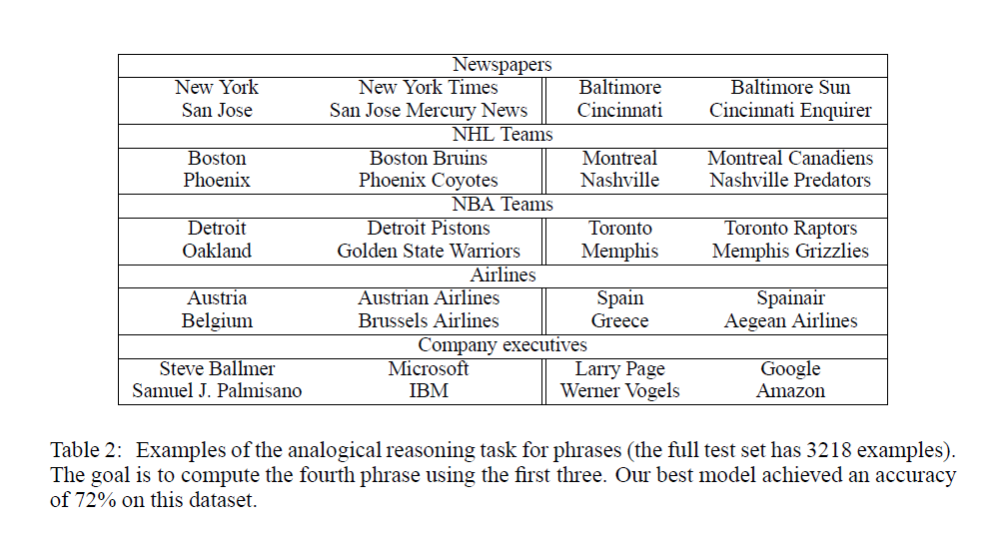 Newspapers
New York New York Times Baltimore Baltimore Sun
San Jose San Jose Mercury News Cincinnati Cincinnati Enquirer
NHL Teams
Boston Boston Bruins Montreal Montreal Canadiens
Phoenix Phoenix Coyotes Nashville Nashville Predators
NBA Teams
Detroit Detroit Pistons Toronto Toronto Raptors
Oakland Golden State Warriors Memphis Memphis Grizzlies
Airlines
Austria Austrian Airlines Spain Spainair
Belgium Brussels Airlines Greece Aegean Airlines
Company executives
Steve Ballmer Microsoft Larry Page Google
Samuel J. Palmisano IBM Werner Vogels Amazon
Table 2: Examples of the analogical reasoning task for phrases (the full test set has 3218 examples).
The goal is to compute the fourth phrase using the first three. Our best model achieved an accuracy
of 72% on this dataset.